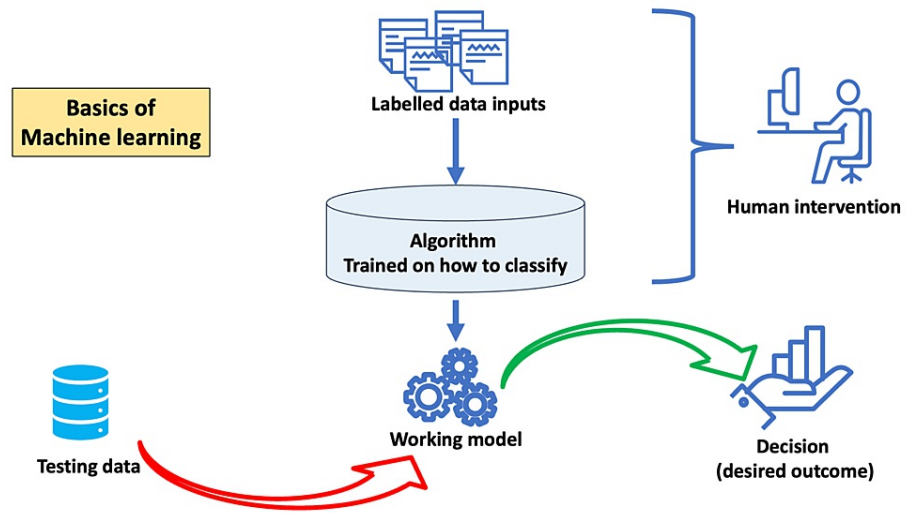 Basics of
Machine learning
Labelled data inputs
Human intervention
Algorithm
Trained on how to classify
Working model
Testing data
Decision
(desired outcome)